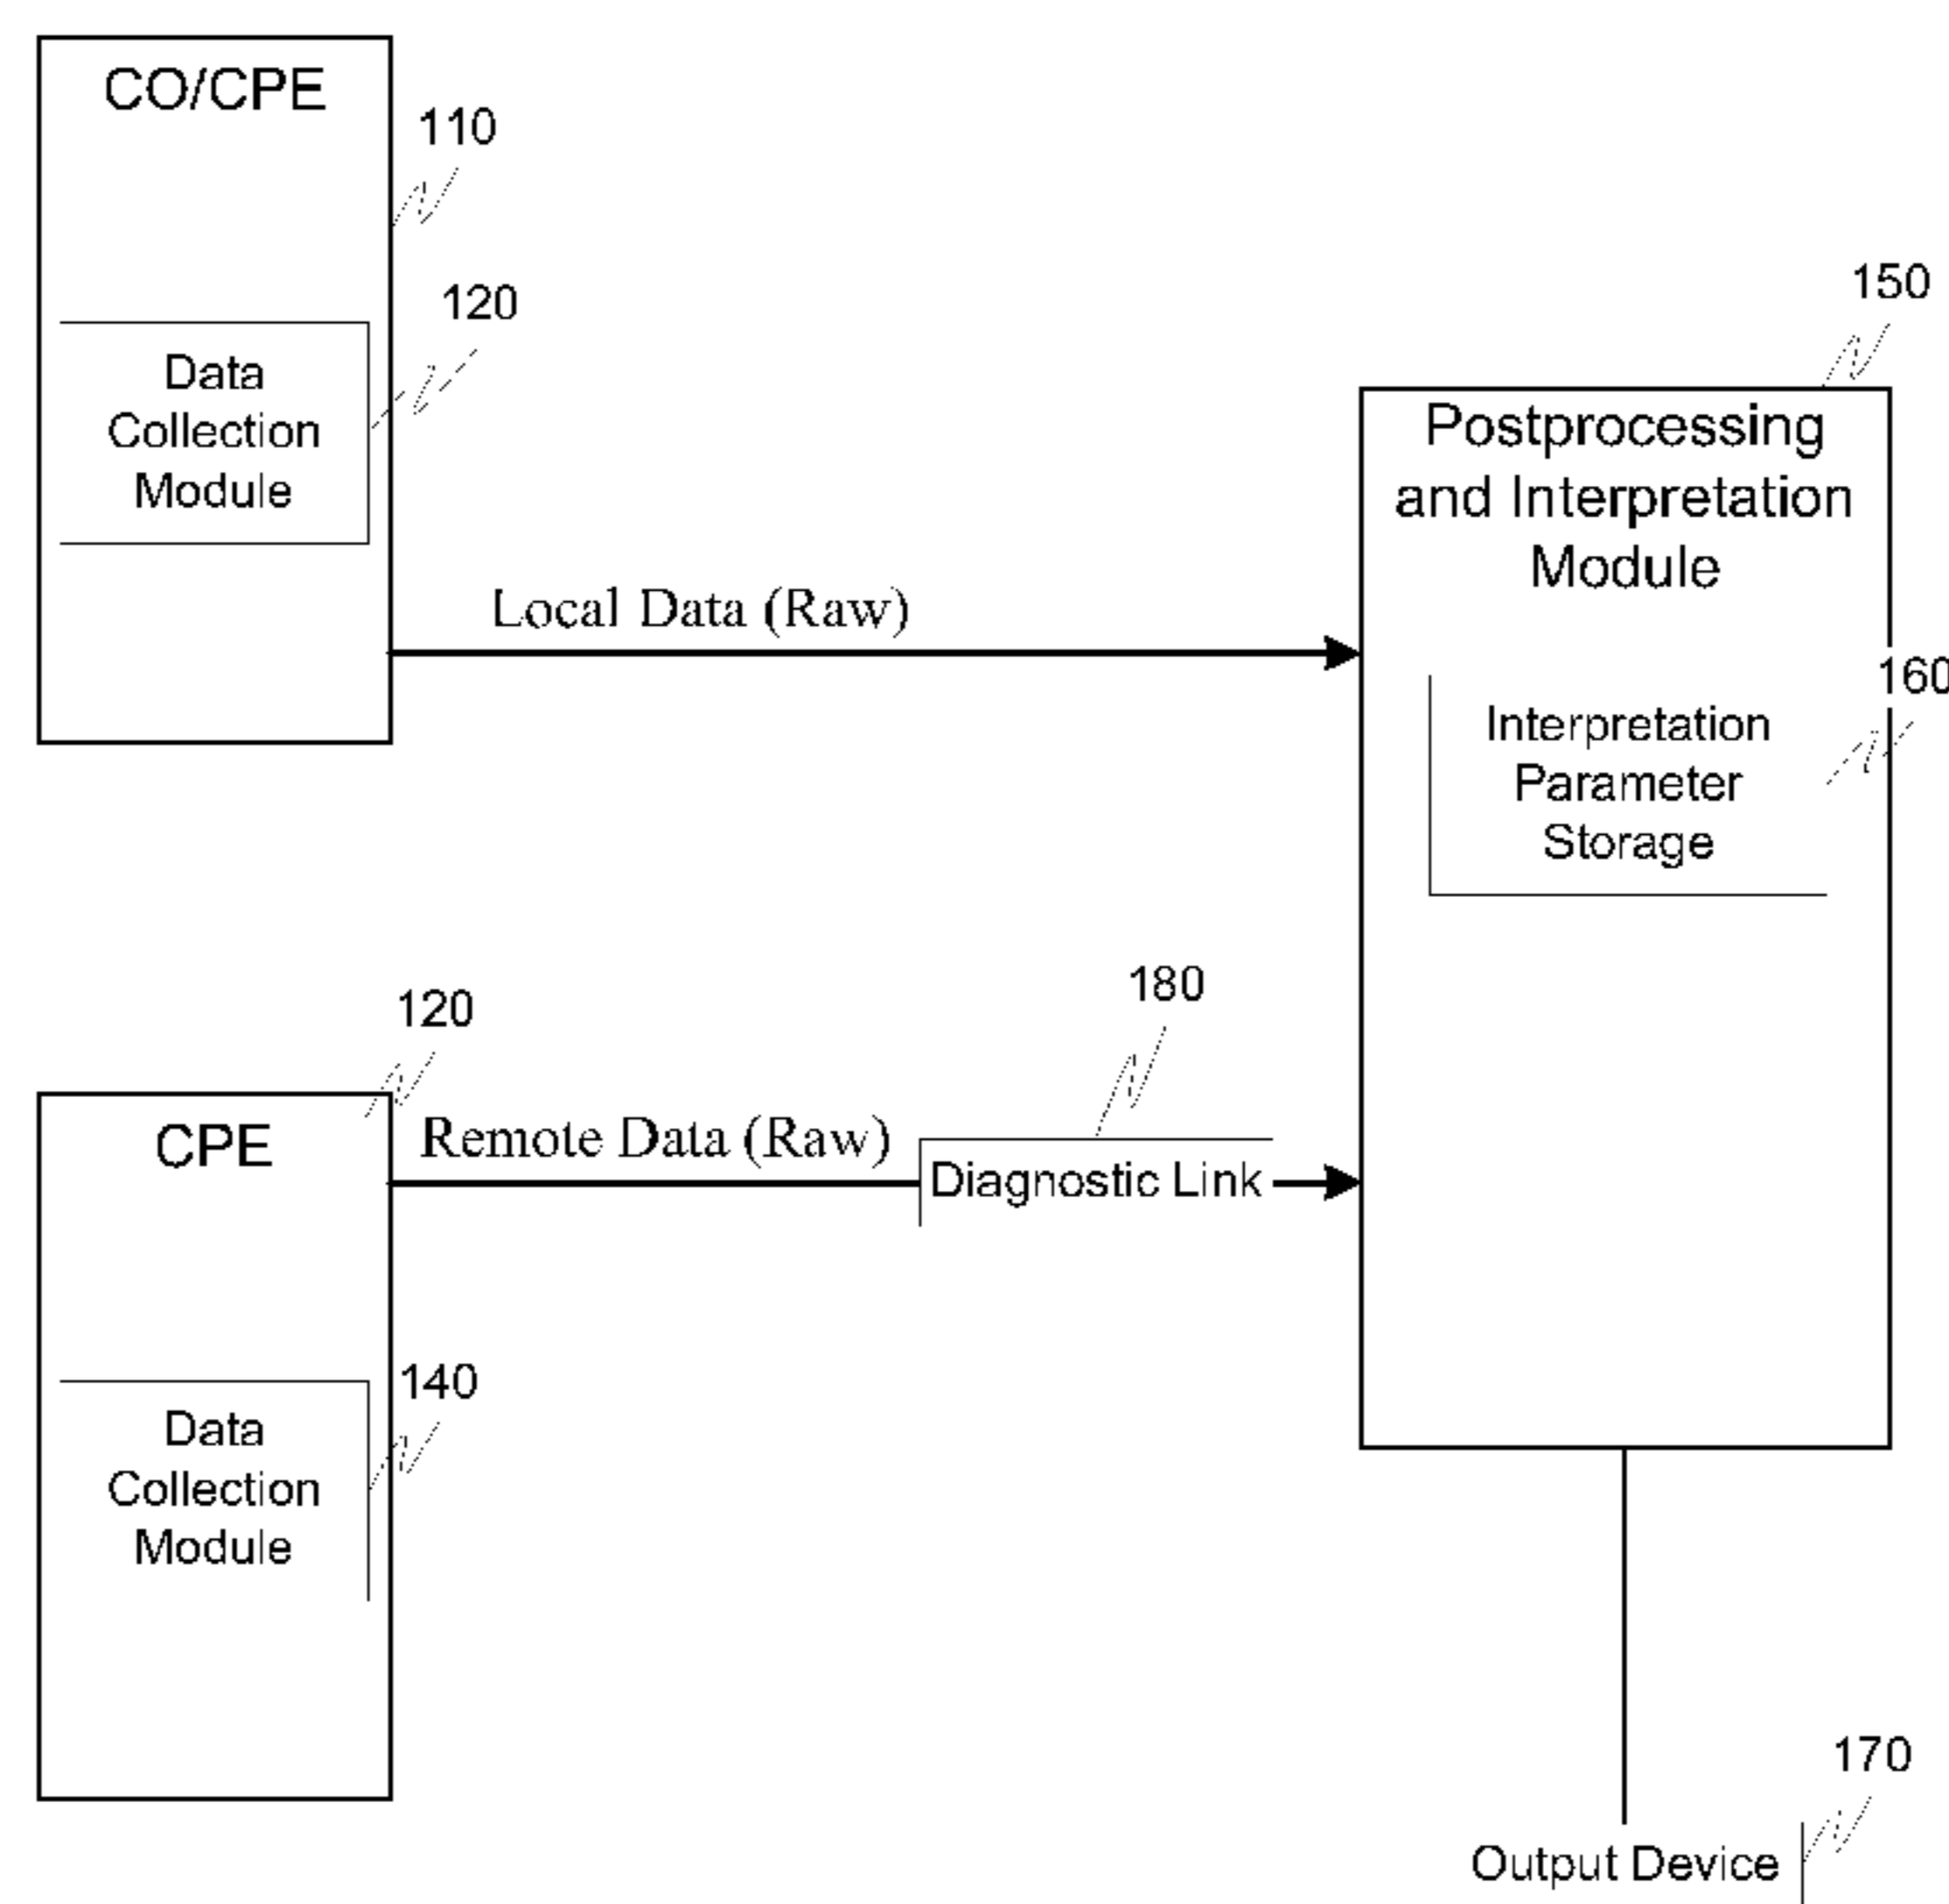 CO/CPE
110
120
Data
Collection
Module
Local Data (Raw)
150
Postprocessing
and Interpretation
Module
160
Interpretation
Parameter
Storage
120
CPE
Remote Data (Raw)
180
Diagnostic Link
140
Data
Collection
Module
170
Output Device